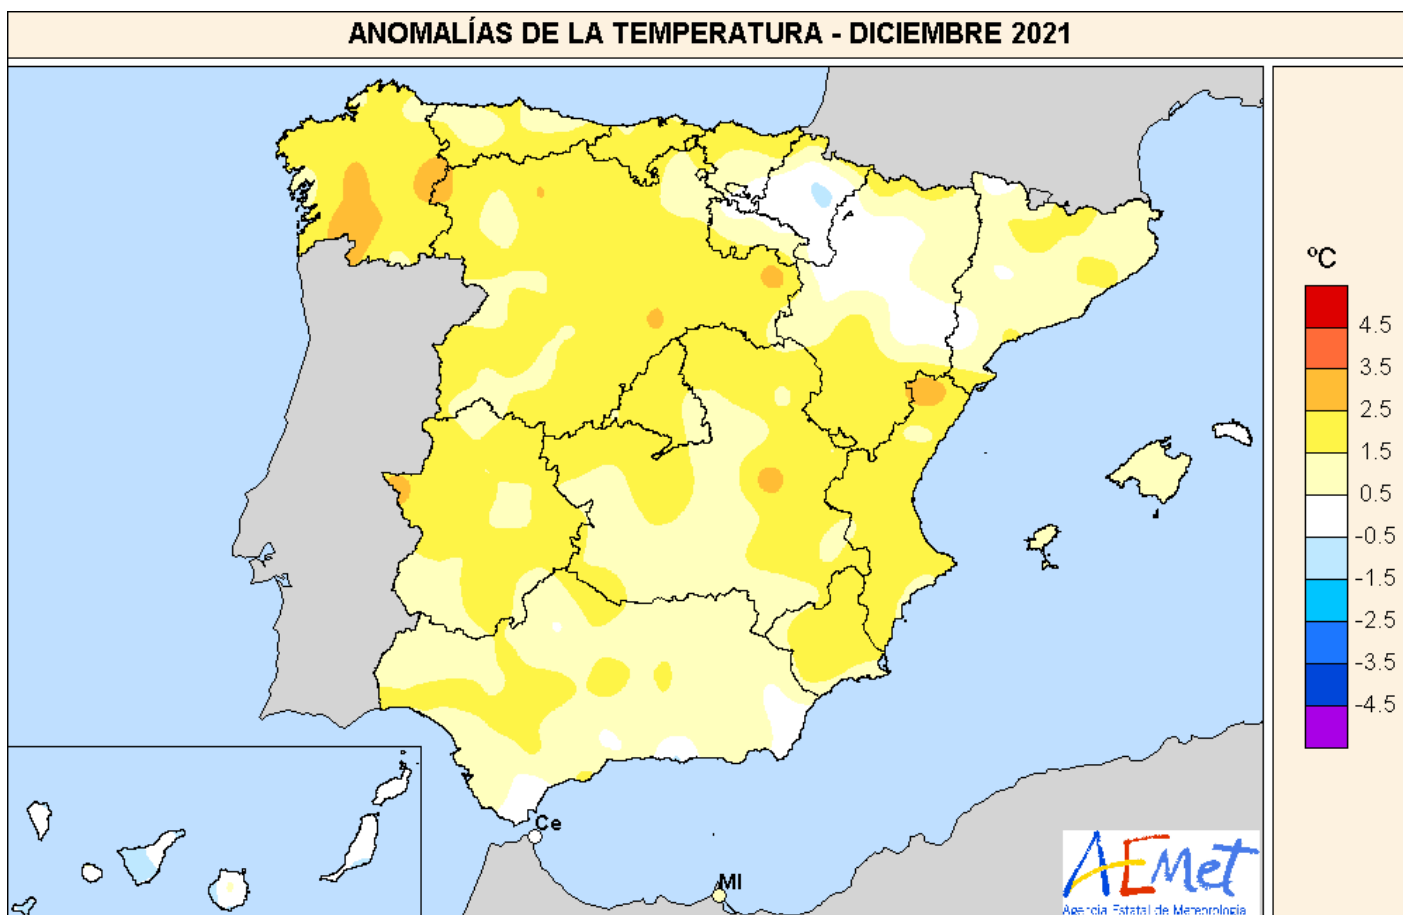 ANOMALÍAS DE LA TEMPERATURA - DICIEMBRE 2021
ºC
4.5
3.5
2.5
1.5
0.5
-0.5
-1.5
-2.5
-3.5
-4.5
Ce
Ml
AEMet
Agencia Estatal de Meteorología